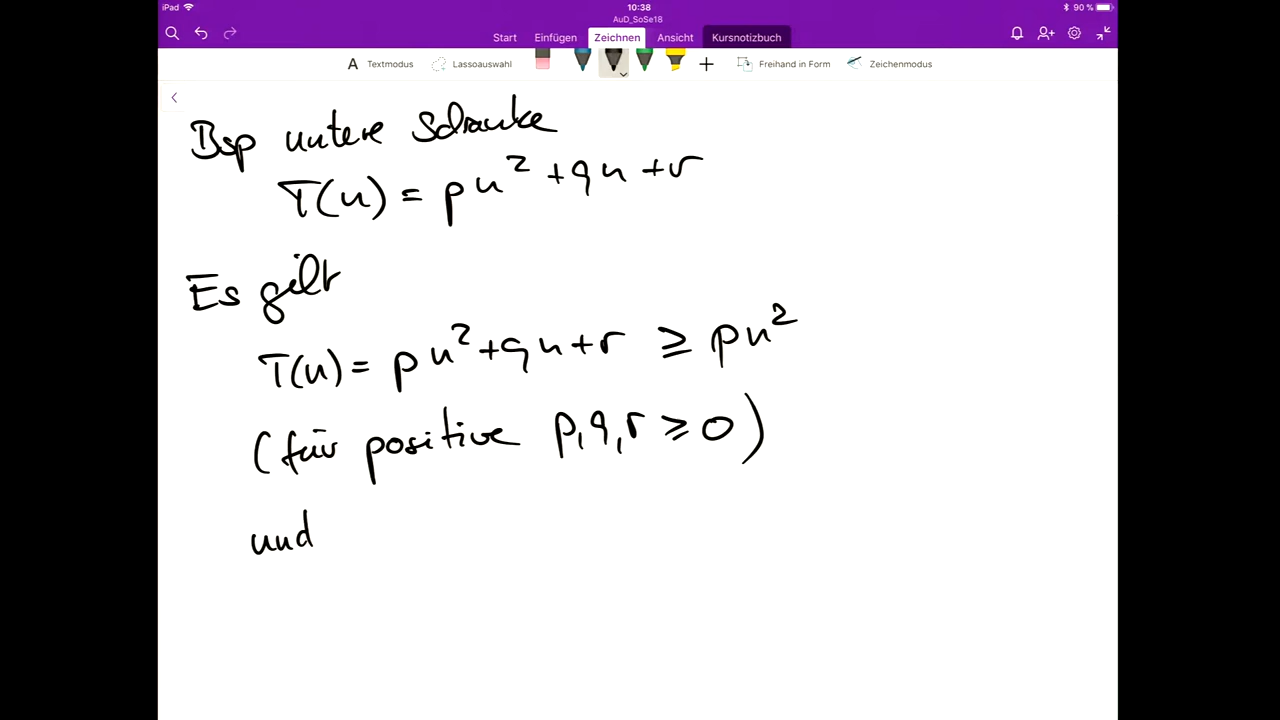 iPad 10:38 90 %
AuD_SoSe18
Start Einfügen Zeichnen Ansicht Kursnotizbuch
Textmodus Lassoauswahl Freihand in Form Zeichenmodus
Bsp untere Schranke
T(n) = pn² + qn + r
Es gilt
T(n) = pn² + qn + r ≥ pn²
(für positive p, q, r ≥ 0)
und